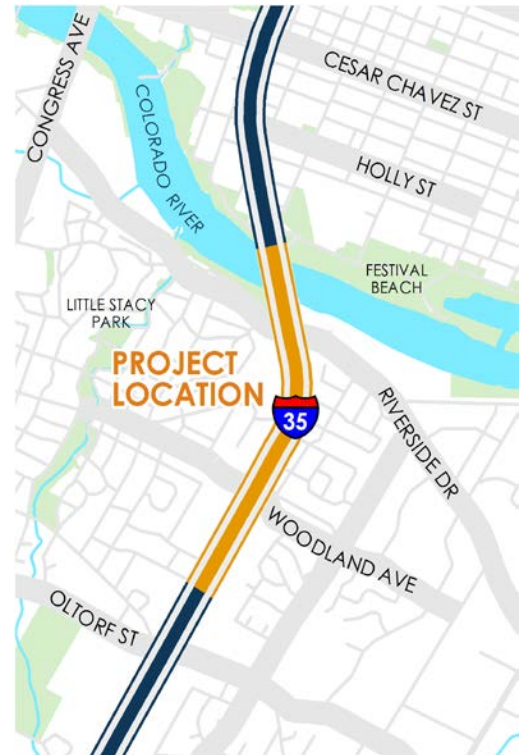 CONGRESS AVE
CESAR CHAVEZ ST
COLORADO RIVER
HOLLY ST
FESTIVAL
BEACH
LITTLE STACY
PARK
PROJECT
LOCATION
35
RIVERSIDE DR
WOODLAND AVE
OLTORF ST